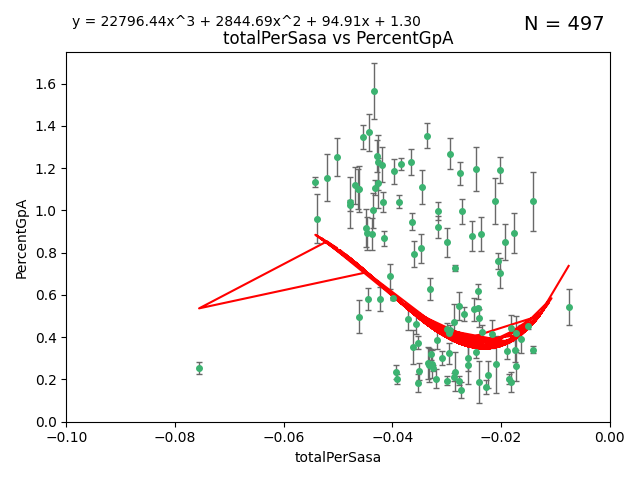 y = 22796.44x^3 + 2844.69x^2 + 94.91x + 1.30
N = 497
totalPerSasa vs PercentGpA
PercentGpA
1.6
1.4
1.2
1.0
0.8
0.6
0.4
0.2
0.0
−0.10 −0.08 −0.06 −0.04 −0.02 0.00
totalPerSasa